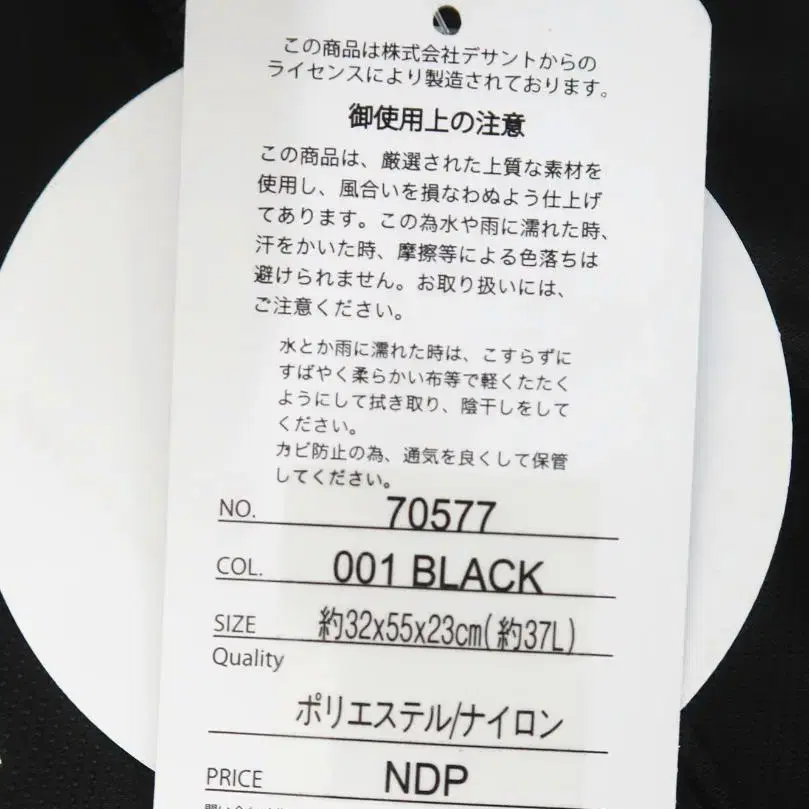 この商品は株式会社デサントからの
ライセンスにより製造されております。
御使用上の注意
この商品は、厳選された上質な素材を
使用し、風合いを損なわぬよう仕上げ
てあります。この為水や雨に濡れた時、
汗をかいた時、摩擦等による色落ちは
避けられません。お取り扱いには、
ご注意ください。
水とか雨に濡れた時は、こすらずに
すばやく柔らかい布等で軽くたたく
ようにして拭き取り、陰干しをして
ください。
カビ防止の為、通気を良くして保管
してください。
NO. 70577
COL. 001 BLACK
SIZE 約32x55x23cm(約37L)
Quality
ポリエステル/ナイロン
PRICE NDP